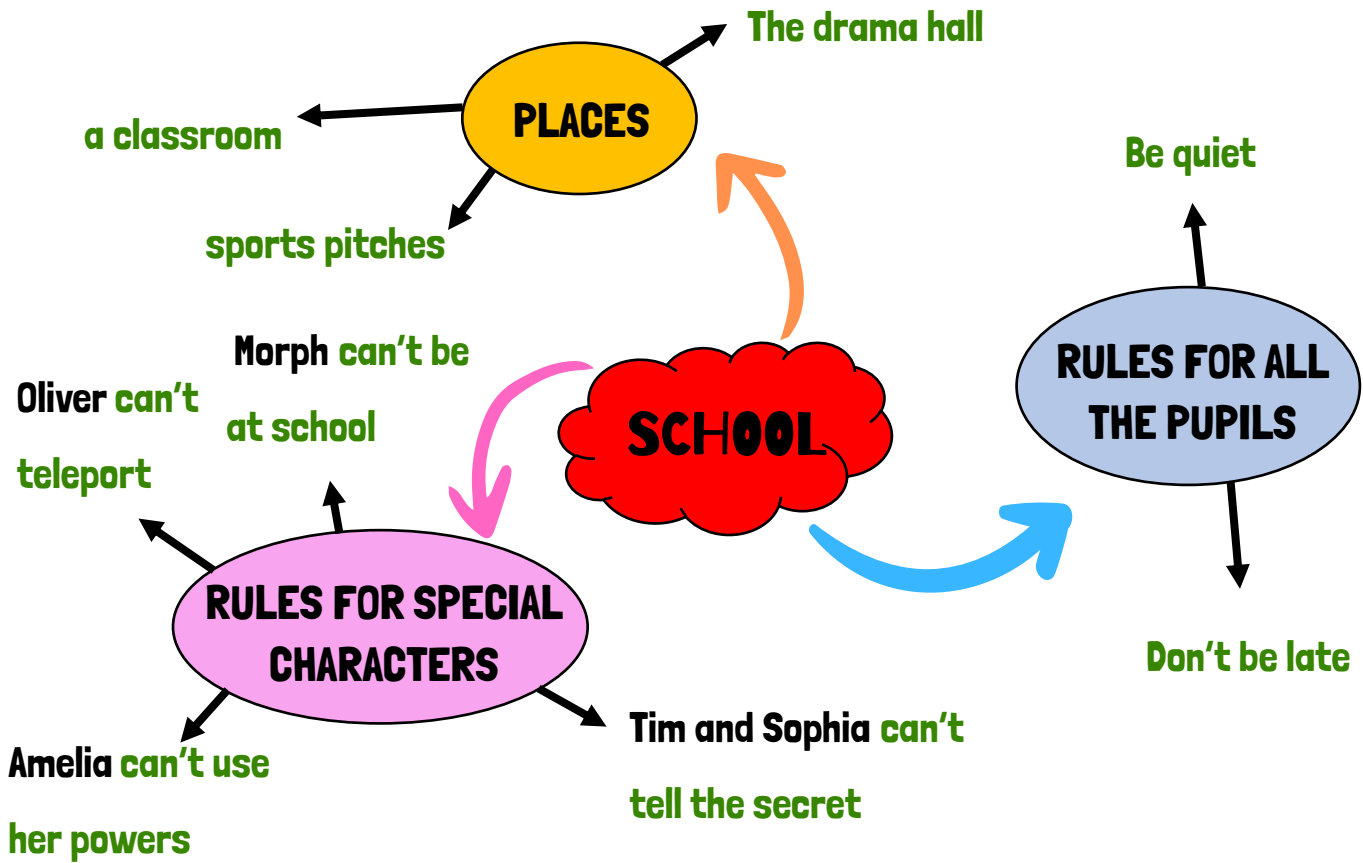 The drama hall
PLACES
a classroom
sports pitches
Be quiet
RULES FOR ALL
THE PUPILS
Don't be late
SCHOOL
Morph can't be
at school
Oliver can't
teleport
RULES FOR SPECIAL
CHARACTERS
Amelia can't use
her powers
Tim and Sophia can't
tell the secret